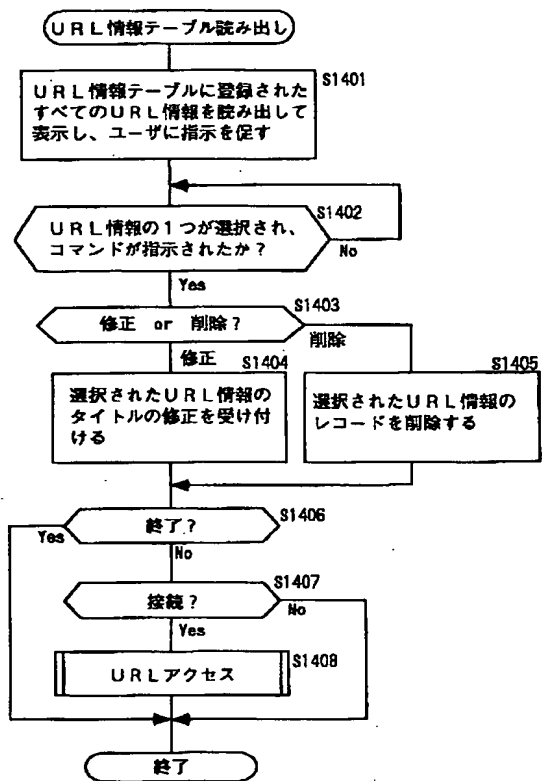 URL情報テーブル読み出し
S1401
URL情報テーブルに登録された
すべてのURL情報を読み出して
表示し、ユーザに指示を促す
S1402
URL情報の1つが選択され、
コマンドが指示されたか?
No
Yes
S1403
修正 or 削除?
削除
修正
S1404
S1405
選択されたURL情報の
タイトルの修正を受け付
ける
選択されたURL情報の
レコードを削除する
S1406
終了?
Yes
No
S1407
接続?
No
Yes
S1408
URLアクセス
終了